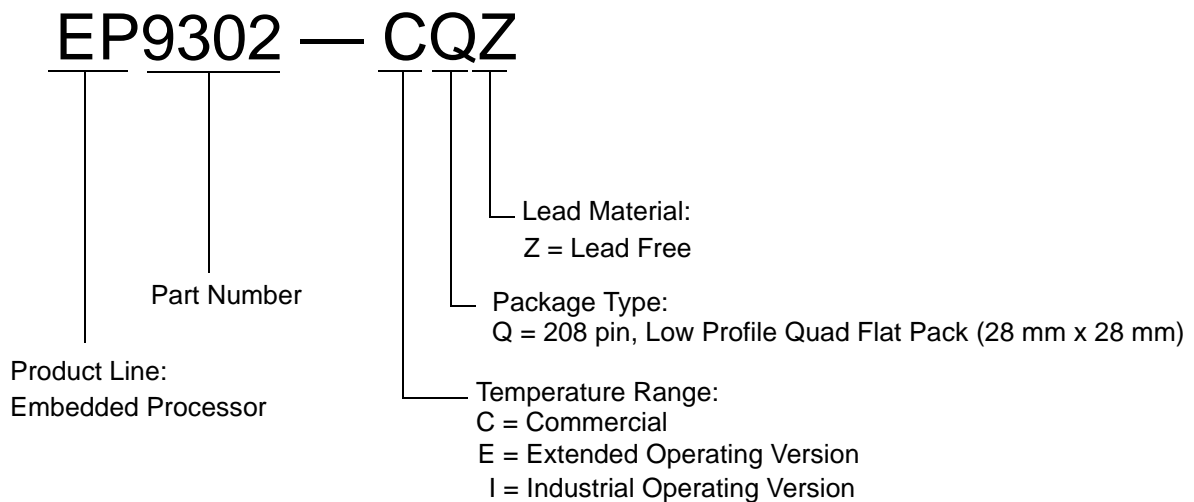 EP9302 — CQZ
Lead Material:
Z = Lead Free
Part Number
Package Type:
Q = 208 pin, Low Profile Quad Flat Pack (28 mm x 28 mm)
Product Line:
Embedded Processor
Temperature Range:
C = Commercial
E = Extended Operating Version
I = Industrial Operating Version